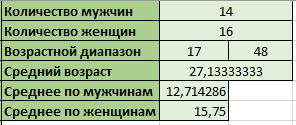 Количество мужчин 14
Количество женщин 16
Возрастной диапазон 17 48
Средний возраст 27,13333333
Среднее по мужчинам 12,714286
Среднее по женщинам 15,75